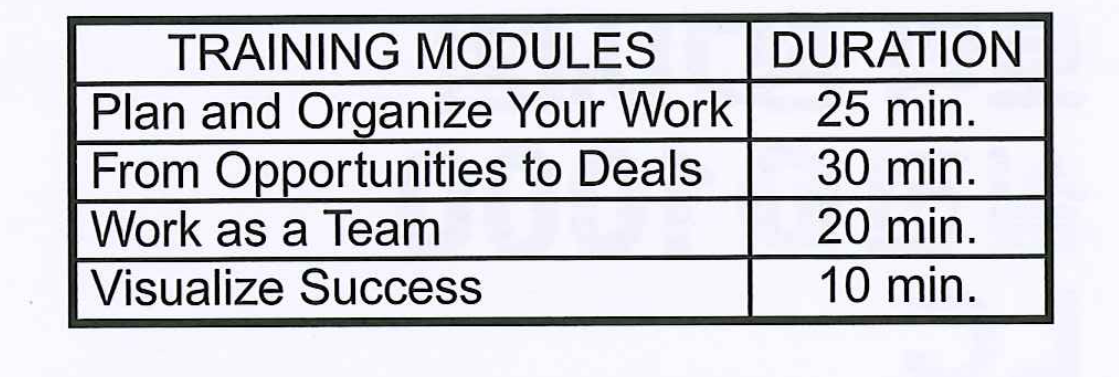 TRAINING MODULES DURATION
Plan and Organize Your Work 25 min.
From Opportunities to Deals 30 min.
Work as a Team 20 min.
Visualize Success 10 min.